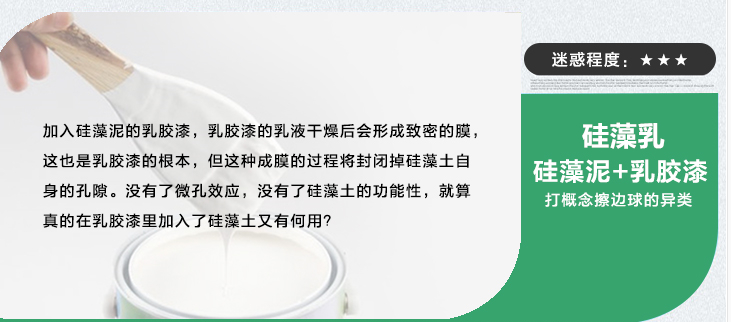 加入硅藻泥的乳胶漆，乳胶漆的乳液干燥后会形成致密的膜，
这也是乳胶漆的根本，但这种成膜的过程将封闭掉硅藻土自
身的孔隙。没有了微孔效应，没有了硅藻土的功能性，就算
真的在乳胶漆里加入了硅藻土又有何用?
迷惑程度：★★★
硅藻乳
硅藻泥+乳胶漆
打概念擦边球的异类